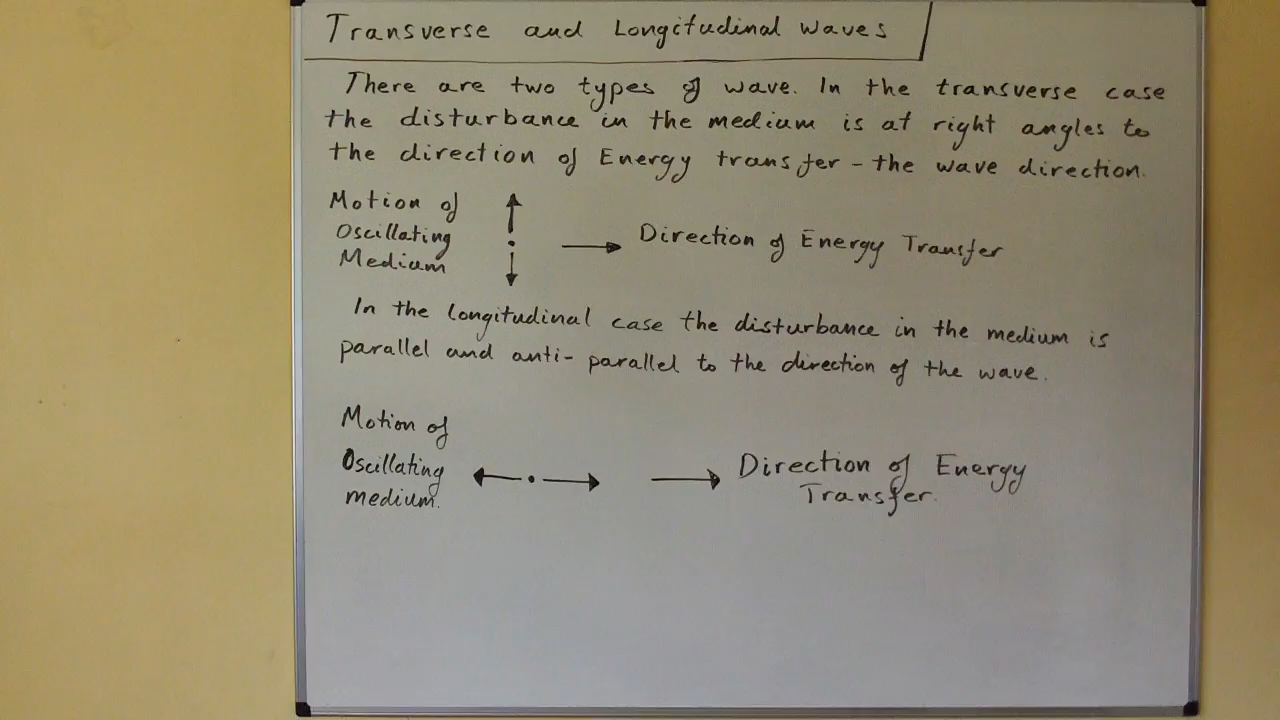 Transverse and Longitudinal Waves
There are two types of wave. In the transverse case
the disturbance in the medium is at right angles to
the direction of Energy transfer - the wave direction.
Motion of
Oscillating
Medium
Direction of Energy Transfer
In the longitudinal case the disturbance in the medium is
parallel and anti-parallel to the direction of the wave.
Motion of
Oscillating
medium.
Direction of Energy
Transfer.